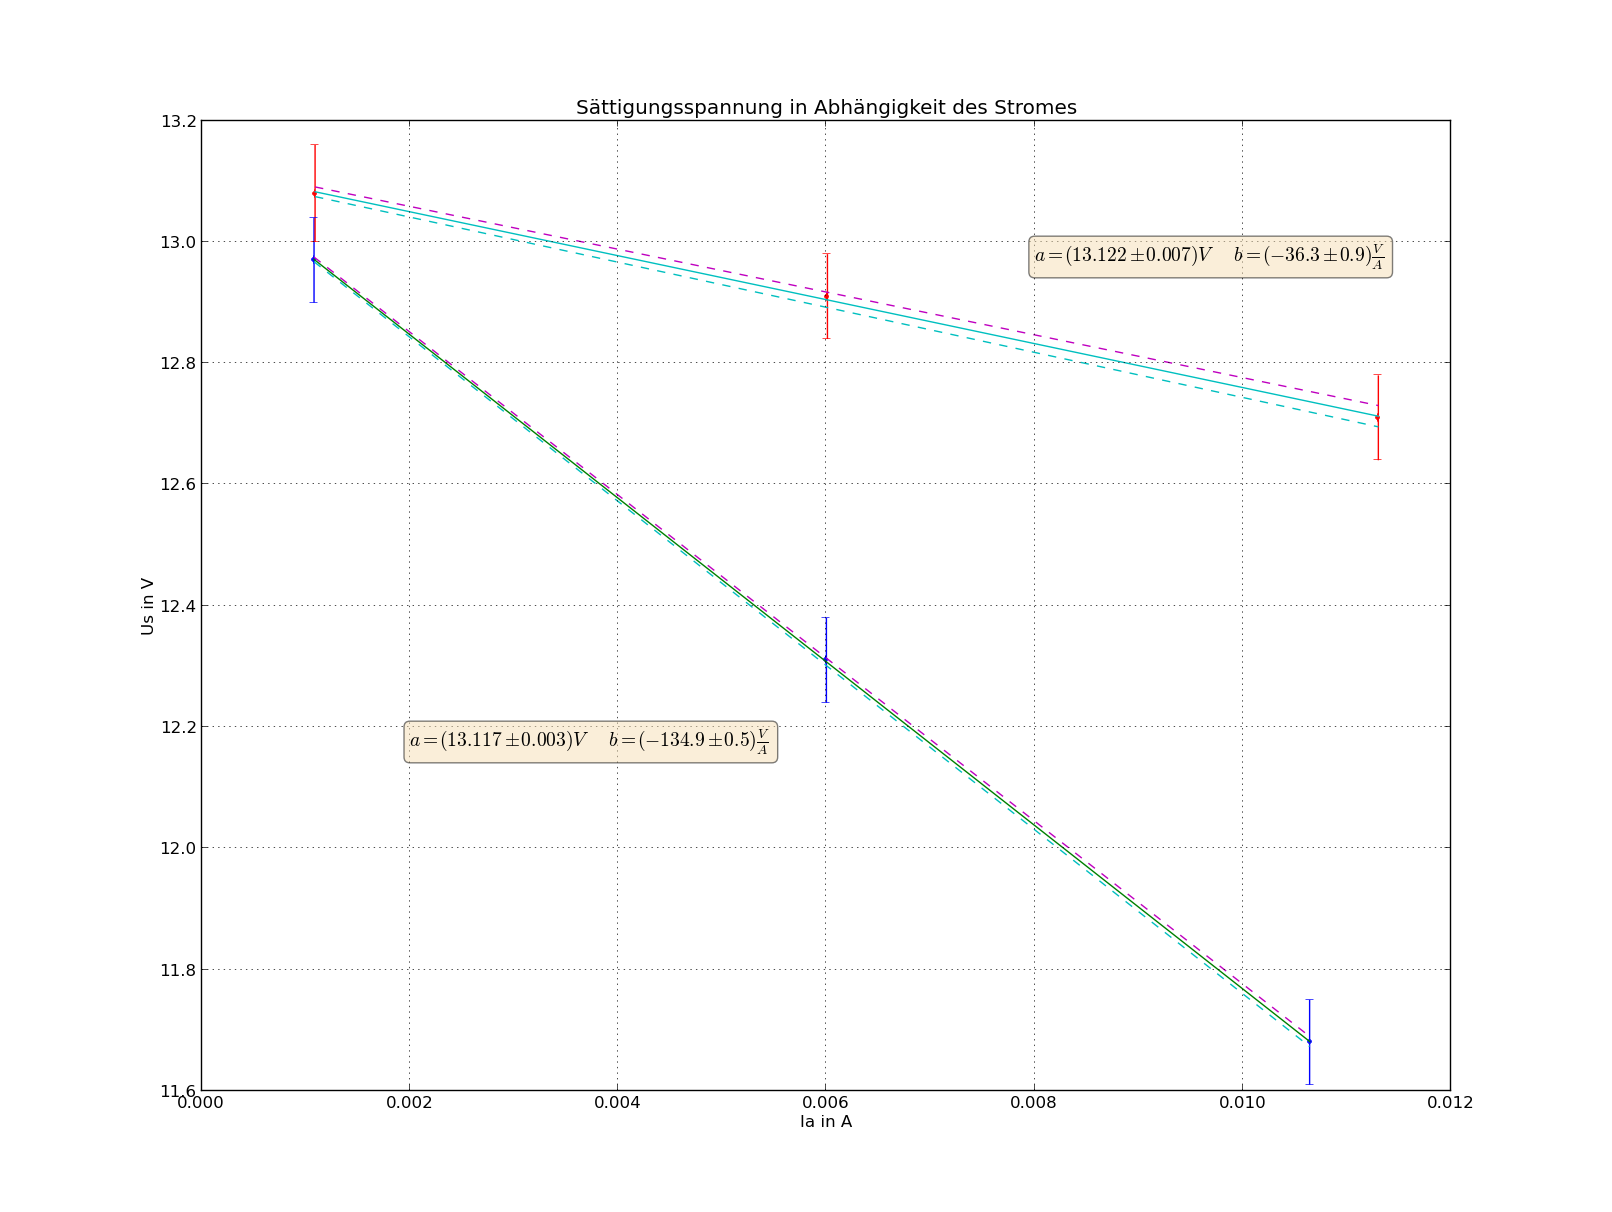 Sättigungsspannung in Abhängigkeit des Stromes
13.2
13.0
12.8
12.6
12.4
12.2
12.0
11.8
11.6
Us in V
a=(13.122±0.007)V b=(−36.3±0.9)V/A
a=(13.117±0.003)V b=(−134.9±0.5)V/A
0.000 0.002 0.004 0.006 0.008 0.010 0.012
Ia in A